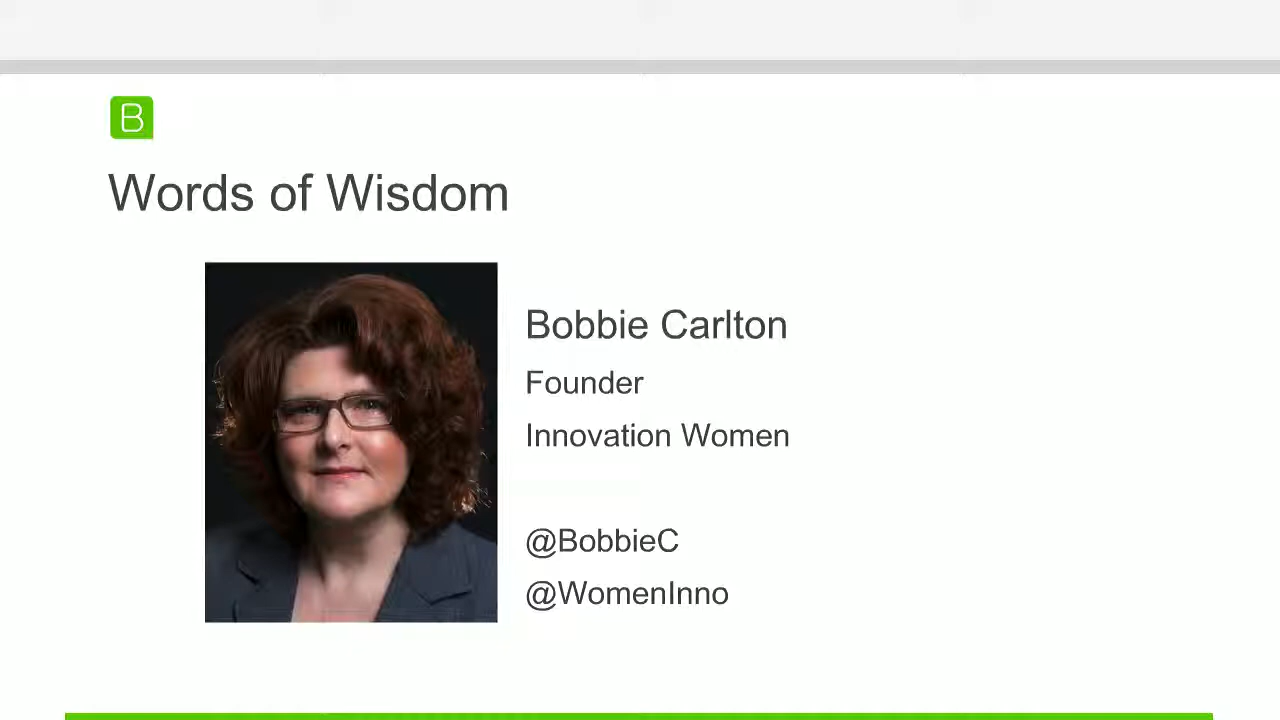 B
Words of Wisdom
Bobbie Carlton
Founder
Innovation Women
@BobbieC
@WomenInno